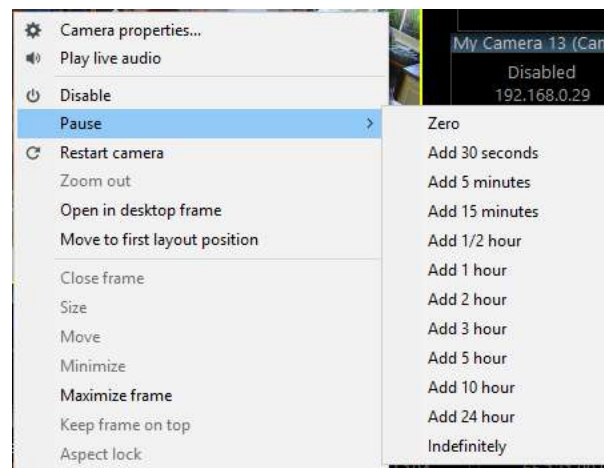 Camera properties...
Play live audio
Disable
Pause
Restart camera
Zoom out
Open in desktop frame
Move to first layout position
Close frame
Size
Move
Minimize
Maximize frame
Keep frame on top
Aspect lock
My Camera 13 (Cam
Disabled
192.168.0.29
Zero
Add 30 seconds
Add 5 minutes
Add 15 minutes
Add 1/2 hour
Add 1 hour
Add 2 hour
Add 3 hour
Add 5 hour
Add 10 hour
Add 24 hour
Indefinitely